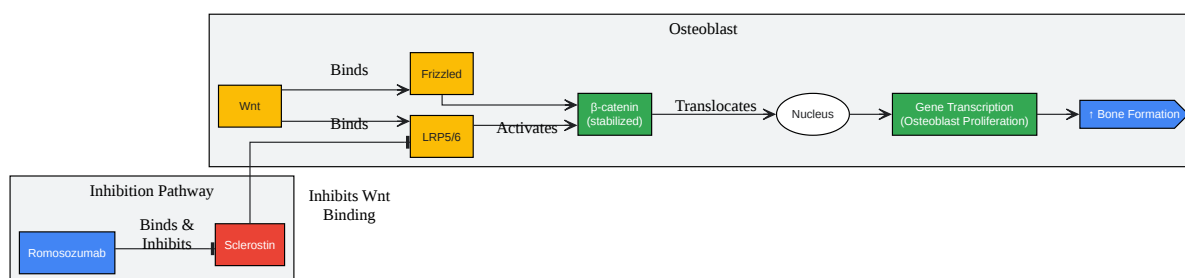 Osteoblast
Wnt
Binds
Binds
Frizzled
LRP5/6
Activates
β-catenin
(stabilized)
Translocates
Nucleus
Gene Transcription
(Osteoblast Proliferation)
↑ Bone Formation
Inhibition Pathway
Romosozumab
Binds &
Inhibits
Sclerostin
Inhibits Wnt
Binding